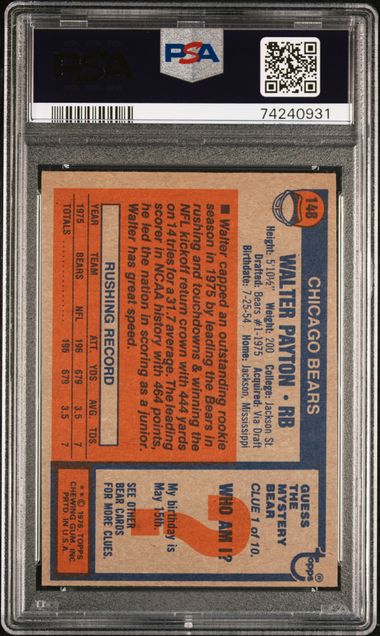 PSA
PSA
74240931
148
CHICAGO BEARS
WALTER PAYTON • RB
Height: 5'10½" Weight: 200 College: Jackson St.
Drafted: Bears #1-1975 Acquired: Via Draft
Birthdate: 7-25-54 Home: Jackson, Mississippi
■ Walter capped an outstanding rookie
season in 1975 by leading the Bears in
rushing and touchdowns & winning the
NFL kickoff return crown with 444 yards
on 14 tries for a 31.7 average. The leading
scorer in NCAA history with 464 points,
he led the nation in scoring as a junior.
Walter has great speed.
RUSHING RECORD
YEAR TEAM ATT. YDS. AVG. TDS.
1975 BEARS NFL 196 679 3.5 7
TOTALS 196 679 3.5 7
Topps ®
GUESS
THE
MYSTERY
BEAR
CLUE 1 of 10.
WHO AM I?
?
My birthday is
May 15th.
SEE OTHER
BEAR CARDS
FOR MORE CLUES.
** © 1976 TOPPS
CHEWING GUM, INC.
PRTD IN U.S.A.